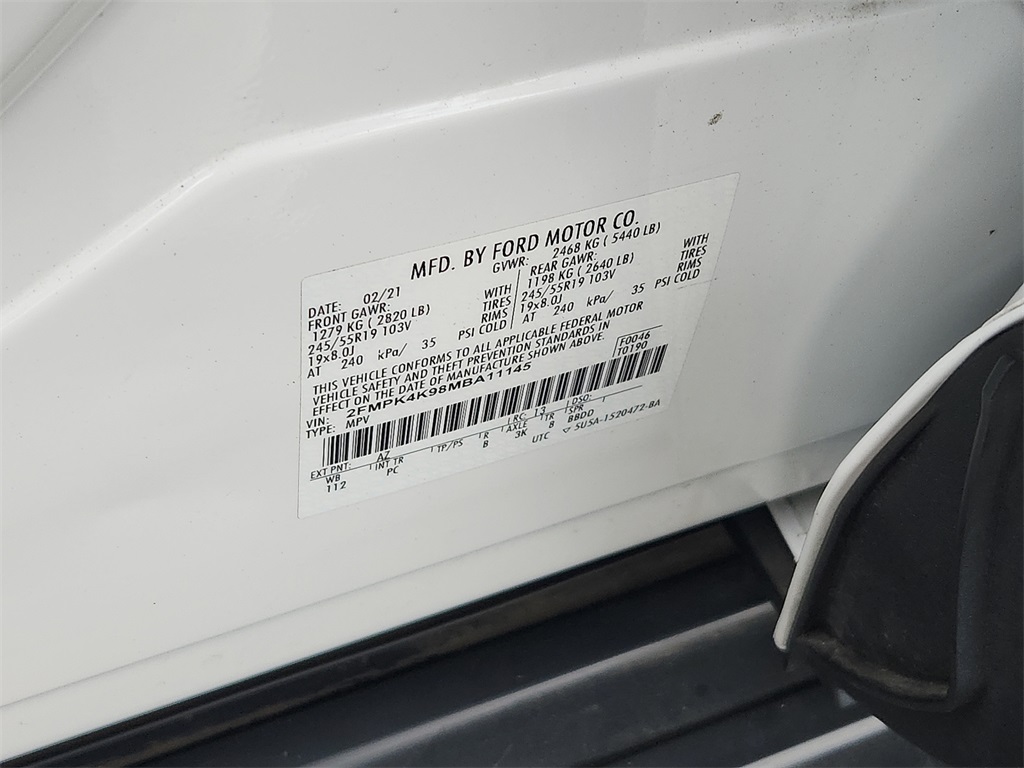 MFD. BY FORD MOTOR CO.
DATE: 02/21 GVWR: 2468 KG ( 5440 LB)
FRONT GAWR: REAR GAWR:
1279 KG ( 2820 LB) WITH 1198 KG ( 2640 LB) WITH
245/55R19 103V TIRES 245/55R19 103V TIRES
19x8.0J RIMS 19x8.0J RIMS
AT 240 kPa/ 35 PSI COLD AT 240 kPa/ 35 PSI COLD
THIS VEHICLE CONFORMS TO ALL APPLICABLE FEDERAL MOTOR
VEHICLE SAFETY AND THEFT PREVENTION STANDARDS IN
EFFECT ON THE DATE OF MANUFACTURE SHOWN ABOVE.
VIN: 2FMPK4K98MBA11145 F0046
TYPE: MPV T0190
EXT PNT: AZ RC: 13 DSO:
WB INT TR TP/PS R AXLE TR SPR
112 PC B 3K B BBDD
UTC ▽ 5U5A-1520472-BA